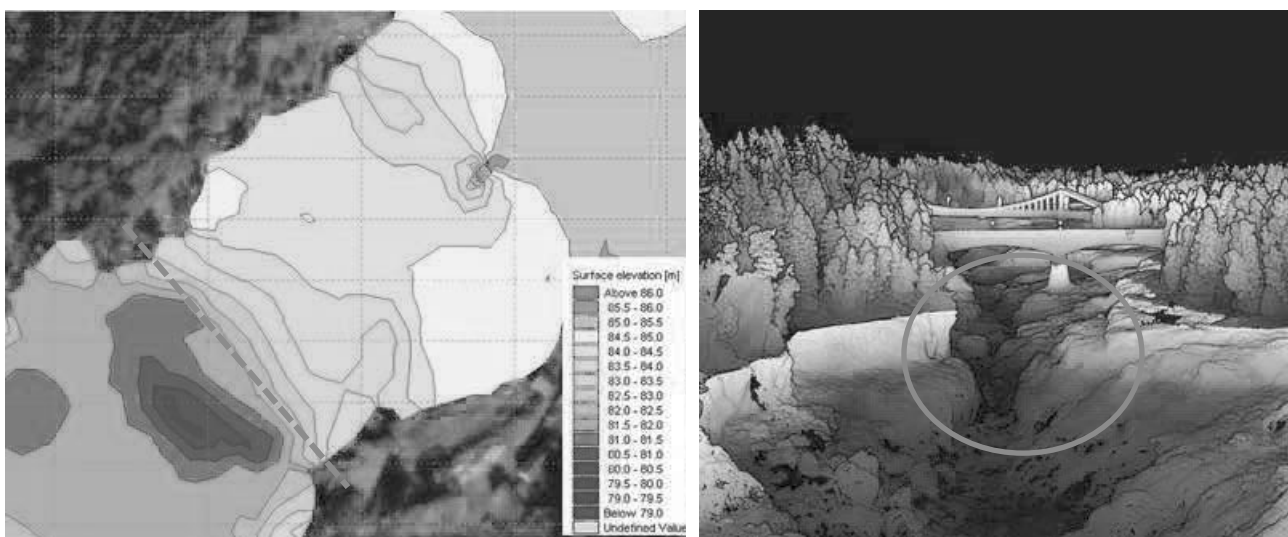 Surface elevation [m]
Above 86.0
85.5 - 86.0
85.0 - 85.5
84.5 - 85.0
84.0 - 84.5
83.5 - 84.0
83.0 - 83.5
82.5 - 83.0
82.0 - 82.5
81.5 - 82.0
81.0 - 81.5
80.5 - 81.0
80.0 - 80.5
79.5 - 80.0
79.0 - 79.5
Below 79.0
Undefined Value